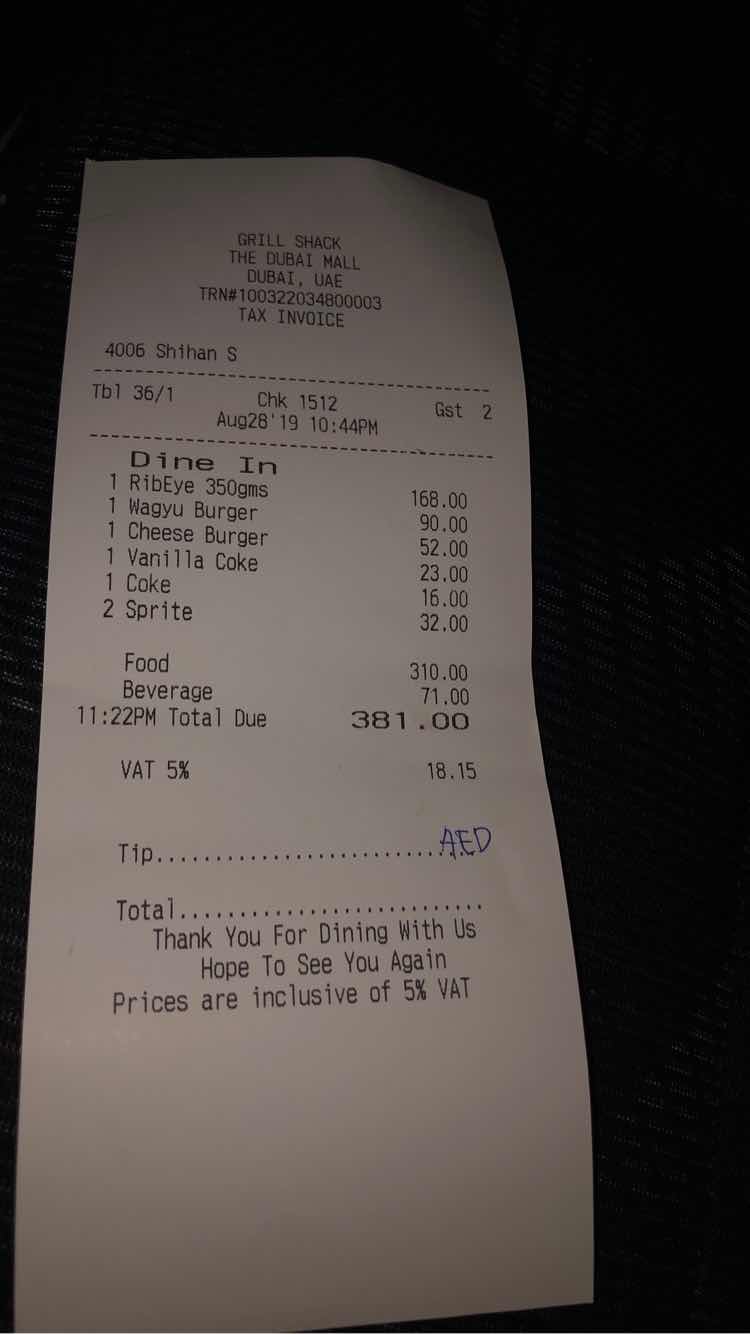 GRILL SHACK
THE DUBAI MALL
DUBAI, UAE
TRN#100322034800003
TAX INVOICE
4006 Shihan S
Tbl 36/1 Chk 1512 Gst 2
Aug28'19 10:44PM
Dine In
1 RibEye 350gms 168.00
1 Wagyu Burger 90.00
1 Cheese Burger 52.00
1 Vanilla Coke 23.00
1 Coke 16.00
2 Sprite 32.00
Food 310.00
Beverage 71.00
11:22PM Total Due 381.00
VAT 5% 18.15
Tip........................... AED
Total..........................
Thank You For Dining With Us
Hope To See You Again
Prices are inclusive of 5% VAT